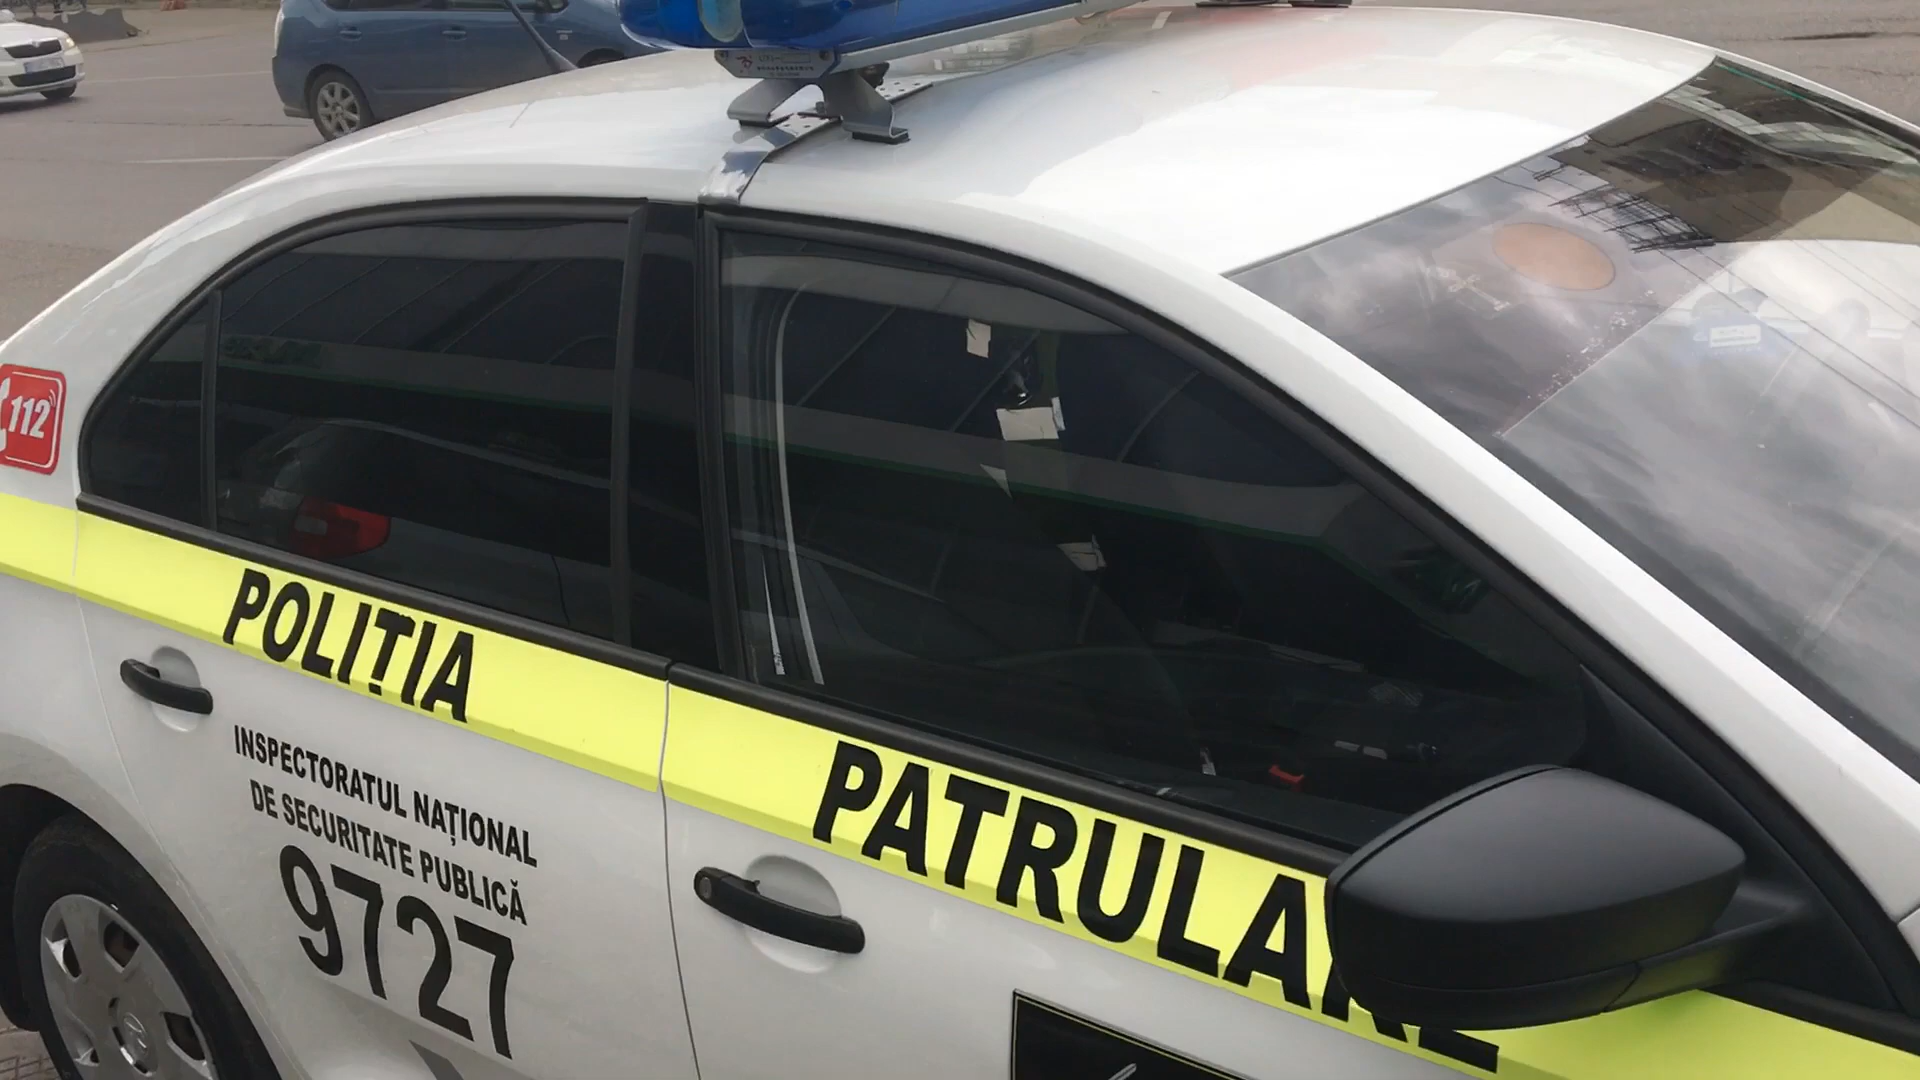 112
POLIȚIA
PATRULARE
INSPECTORATUL NAȚIONAL
DE SECURITATE PUBLICĂ
9727